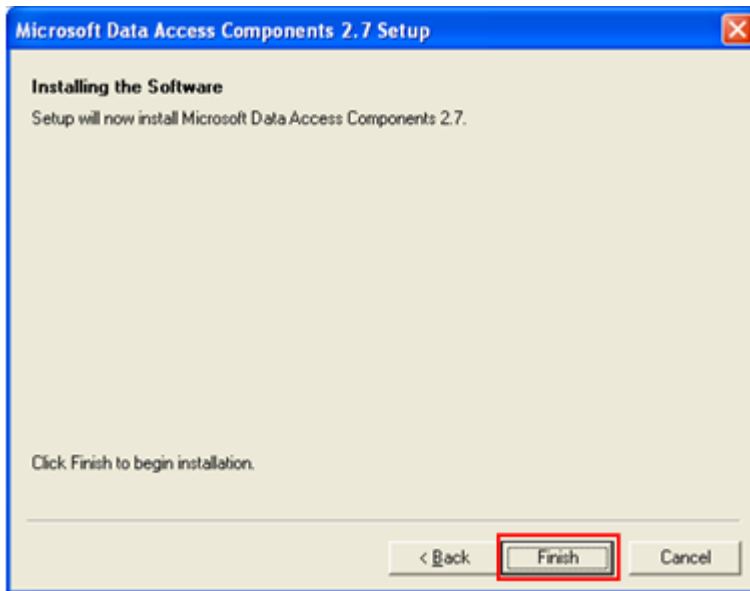 Microsoft Data Access Components 2.7 Setup
Installing the Software
Setup will now install Microsoft Data Access Components 2.7.
Click Finish to begin installation.
< Back
Finish
Cancel